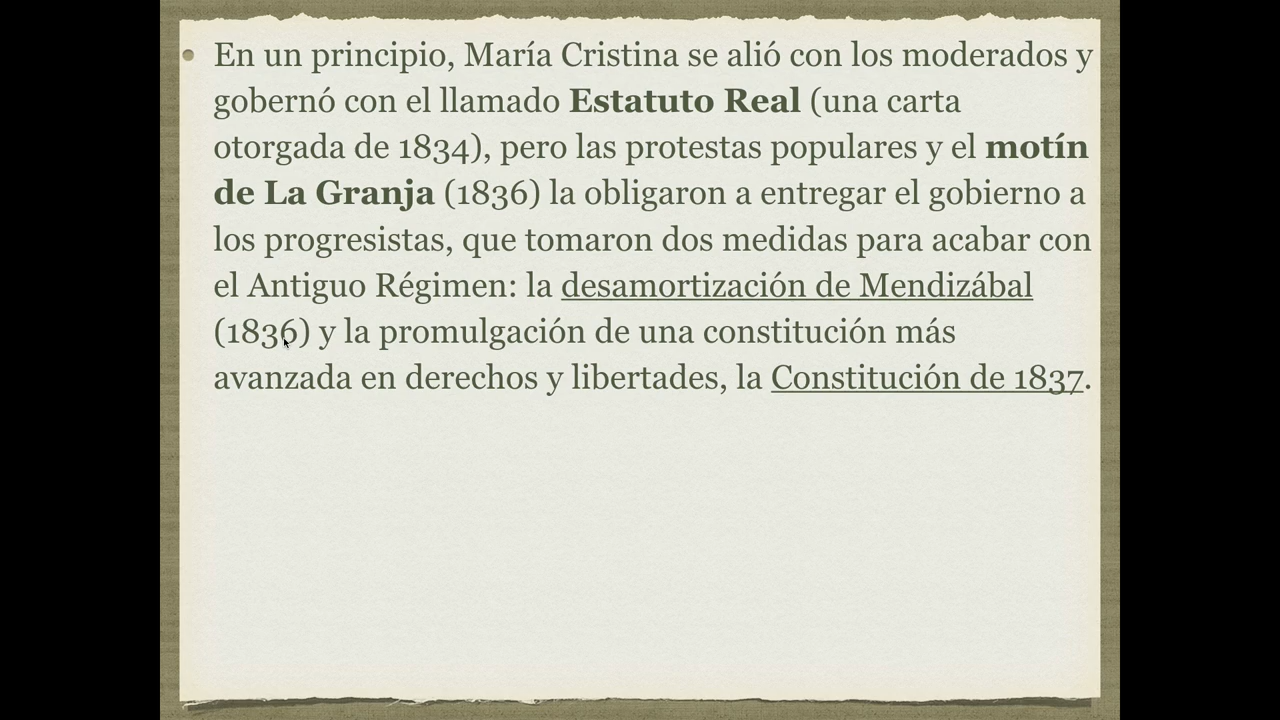 En un principio, María Cristina se alió con los moderados y
gobernó con el llamado Estatuto Real (una carta
otorgada de 1834), pero las protestas populares y el motín
de La Granja (1836) la obligaron a entregar el gobierno a
los progresistas, que tomaron dos medidas para acabar con
el Antiguo Régimen: la desamortización de Mendizábal
(1836) y la promulgación de una constitución más
avanzada en derechos y libertades, la Constitución de 1837.